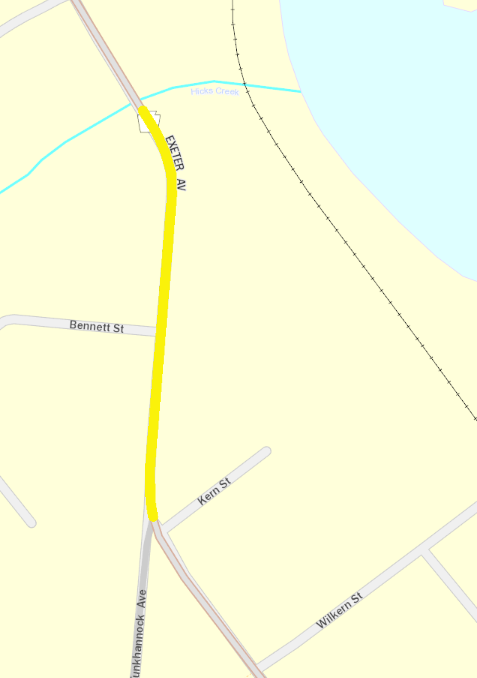 Hicks Creek
EXETER AV
Bennett St
Kern St
Wilkern St
unkhannock Ave